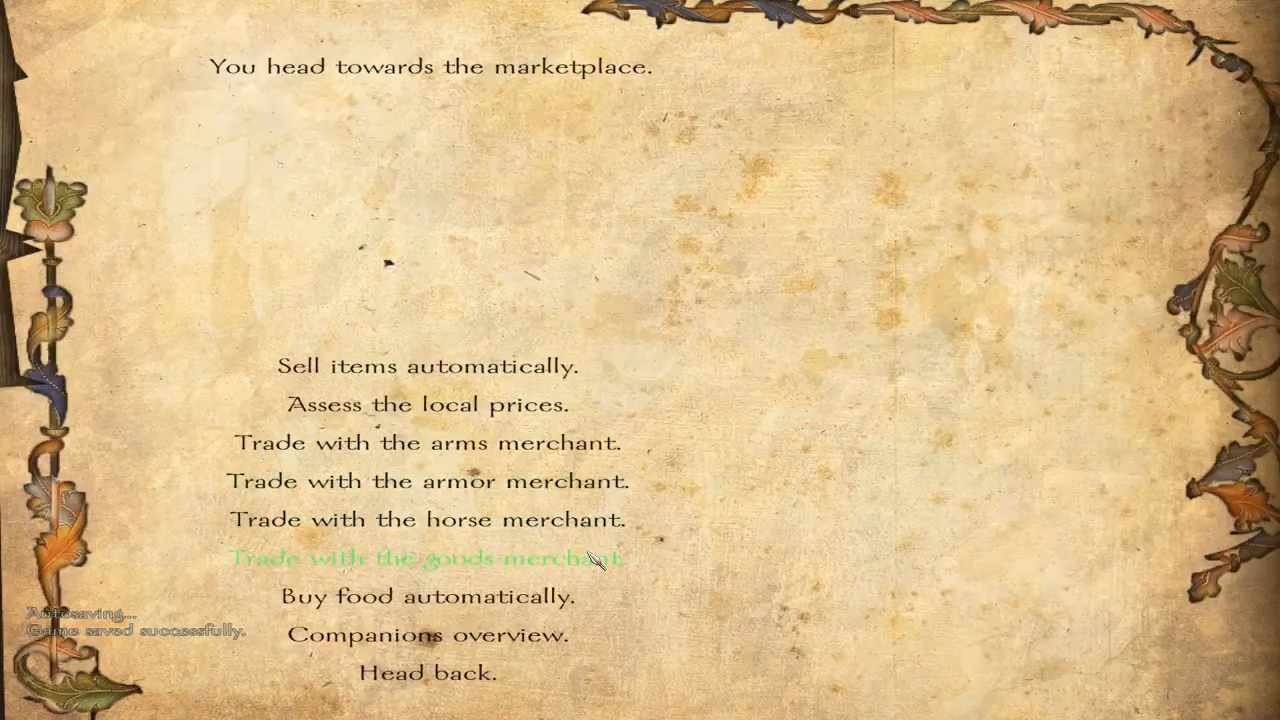 You head towards the marketplace.
Sell items automatically.
Assess the local prices.
Trade with the arms merchant.
Trade with the armor merchant.
Trade with the horse merchant.
Trade with the goods merchant.
Buy food automatically.
Autosaving...
Game saved successfully.
Companions overview.
Head back.